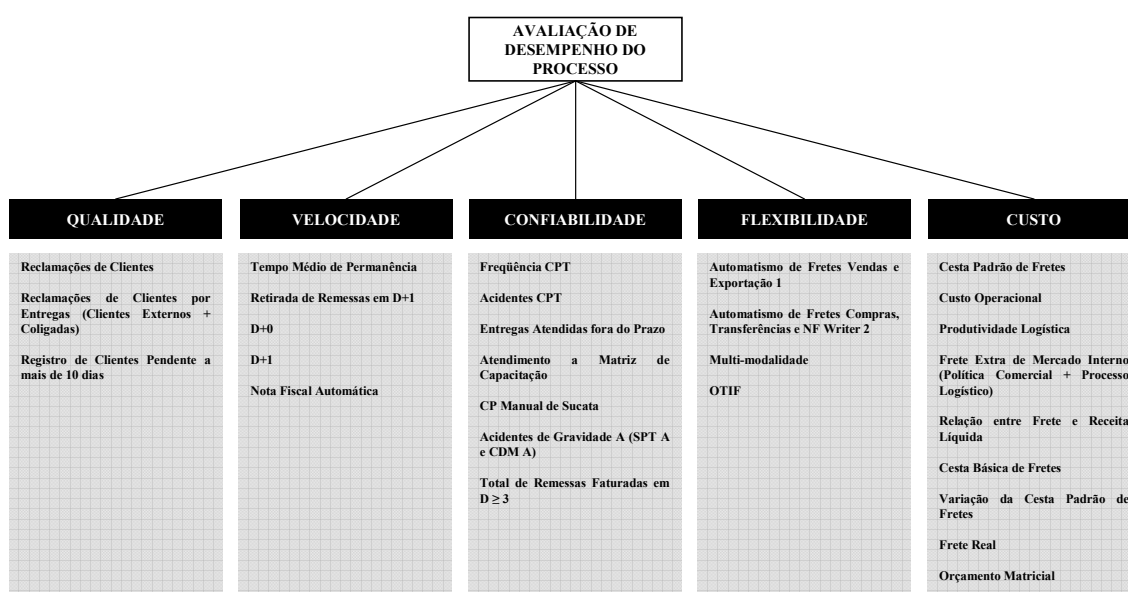 AVALIAÇÃO DE
DESEMPENHO DO
PROCESSO
QUALIDADE
Reclamações de Clientes
Reclamações de Clientes por
Entregas (Clientes Externos +
Coligadas)
Registro de Clientes Pendente a
mais de 10 dias
VELOCIDADE
Tempo Médio de Permanência
Retirada de Remessas em D+1
D+0
D+1
Nota Fiscal Automática
CONFIABILIDADE
Freqüência CPT
Acidentes CPT
Entregas Atendidas fora do Prazo
Atendimento a Matriz de
Capacitação
CP Manual de Sucata
Acidentes de Gravidade A (SPT A
e CDM A)
Total de Remessas Faturadas em
D ≥ 3
FLEXIBILIDADE
Automatismo de Fretes Vendas e
Exportação 1
Automatismo de Fretes Compras,
Transferências e NF Writer 2
Multi-modalidade
OTIF
CUSTO
Cesta Padrão de Fretes
Custo Operacional
Produtividade Logística
Frete Extra de Mercado Interno
(Política Comercial + Processo
Logístico)
Relação entre Frete e Receita
Líquida
Cesta Básica de Fretes
Variação da Cesta Padrão de
Fretes
Frete Real
Orçamento Matricial